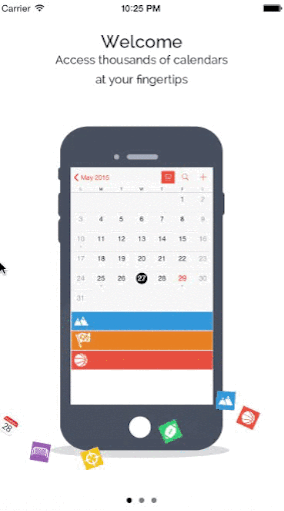 Carrier
10:25 PM
Welcome
Access thousands of calendars
at your fingertips
May 2015
S M T W T F S
1 2
3 4 5 6 7 8 9
10 11 12 13 14 15 16
17 18 19 20 21 22 23
24 25 26 27 28 29 30
31
28